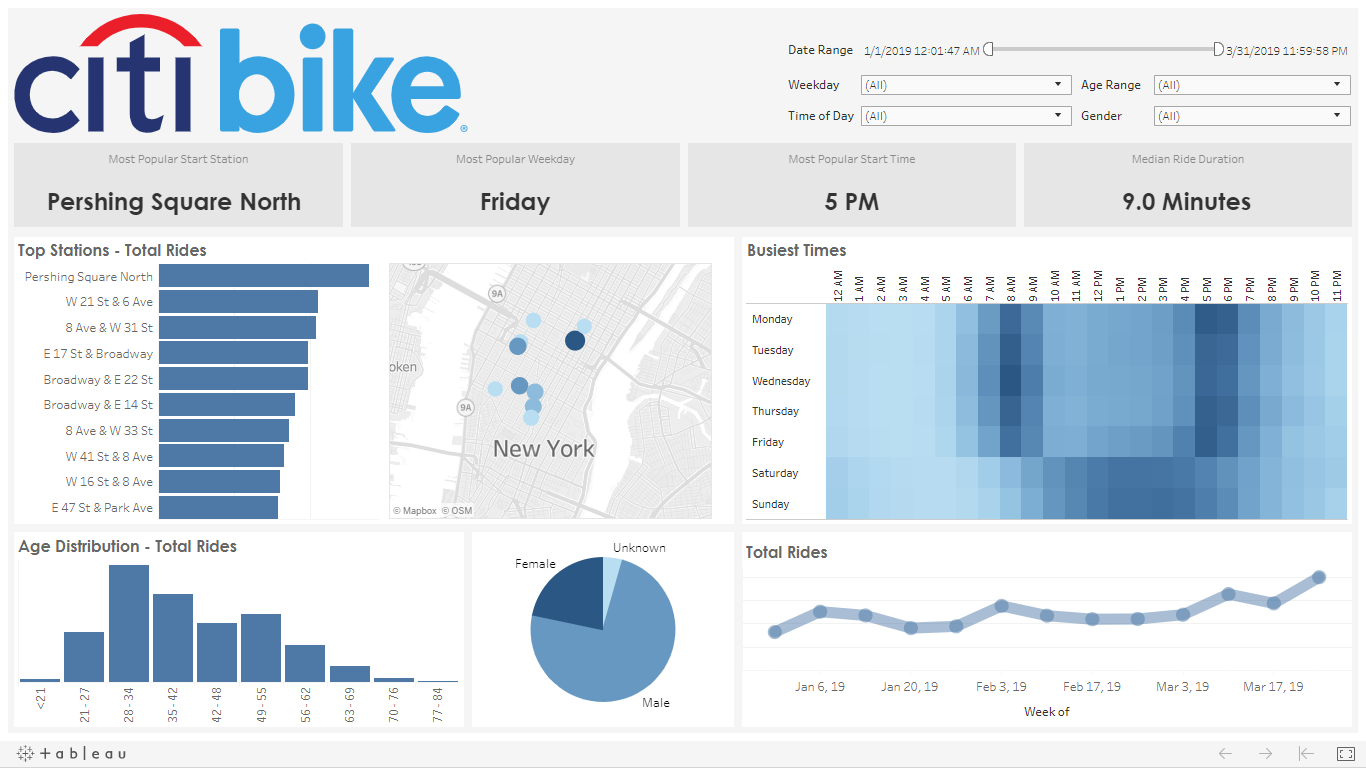 citi bike®
Date Range 1/1/2019 12:01:47 AM 3/31/2019 11:59:58 PM
Weekday (All) Age Range (All)
Time of Day (All) Gender (All)
Most Popular Start Station
Pershing Square North
Most Popular Weekday
Friday
Most Popular Start Time
5 PM
Median Ride Duration
9.0 Minutes
Top Stations - Total Rides
Pershing Square North
W 21 St & 6 Ave
8 Ave & W 31 St
E 17 St & Broadway
Broadway & E 22 St
Broadway & E 14 St
8 Ave & W 33 St
W 41 St & 8 Ave
W 16 St & 8 Ave
E 47 St & Park Ave
9A
oken
9A
New York
© Mapbox © OSM
Busiest Times
12 AM 1 AM 2 AM 3 AM 4 AM 5 AM 6 AM 7 AM 8 AM 9 AM 10 AM 11 AM 12 PM 1 PM 2 PM 3 PM 4 PM 5 PM 6 PM 7 PM 8 PM 9 PM 10 PM 11 PM
Monday
Tuesday
Wednesday
Thursday
Friday
Saturday
Sunday
Age Distribution - Total Rides
<21 21 - 27 28 - 34 35 - 42 42 - 48 49 - 55 56 - 62 63 - 69 70 - 76 77 - 84
Unknown
Female
Male
Total Rides
Jan 6, 19 Jan 20, 19 Feb 3, 19 Feb 17, 19 Mar 3, 19 Mar 17, 19
Week of
+ableau